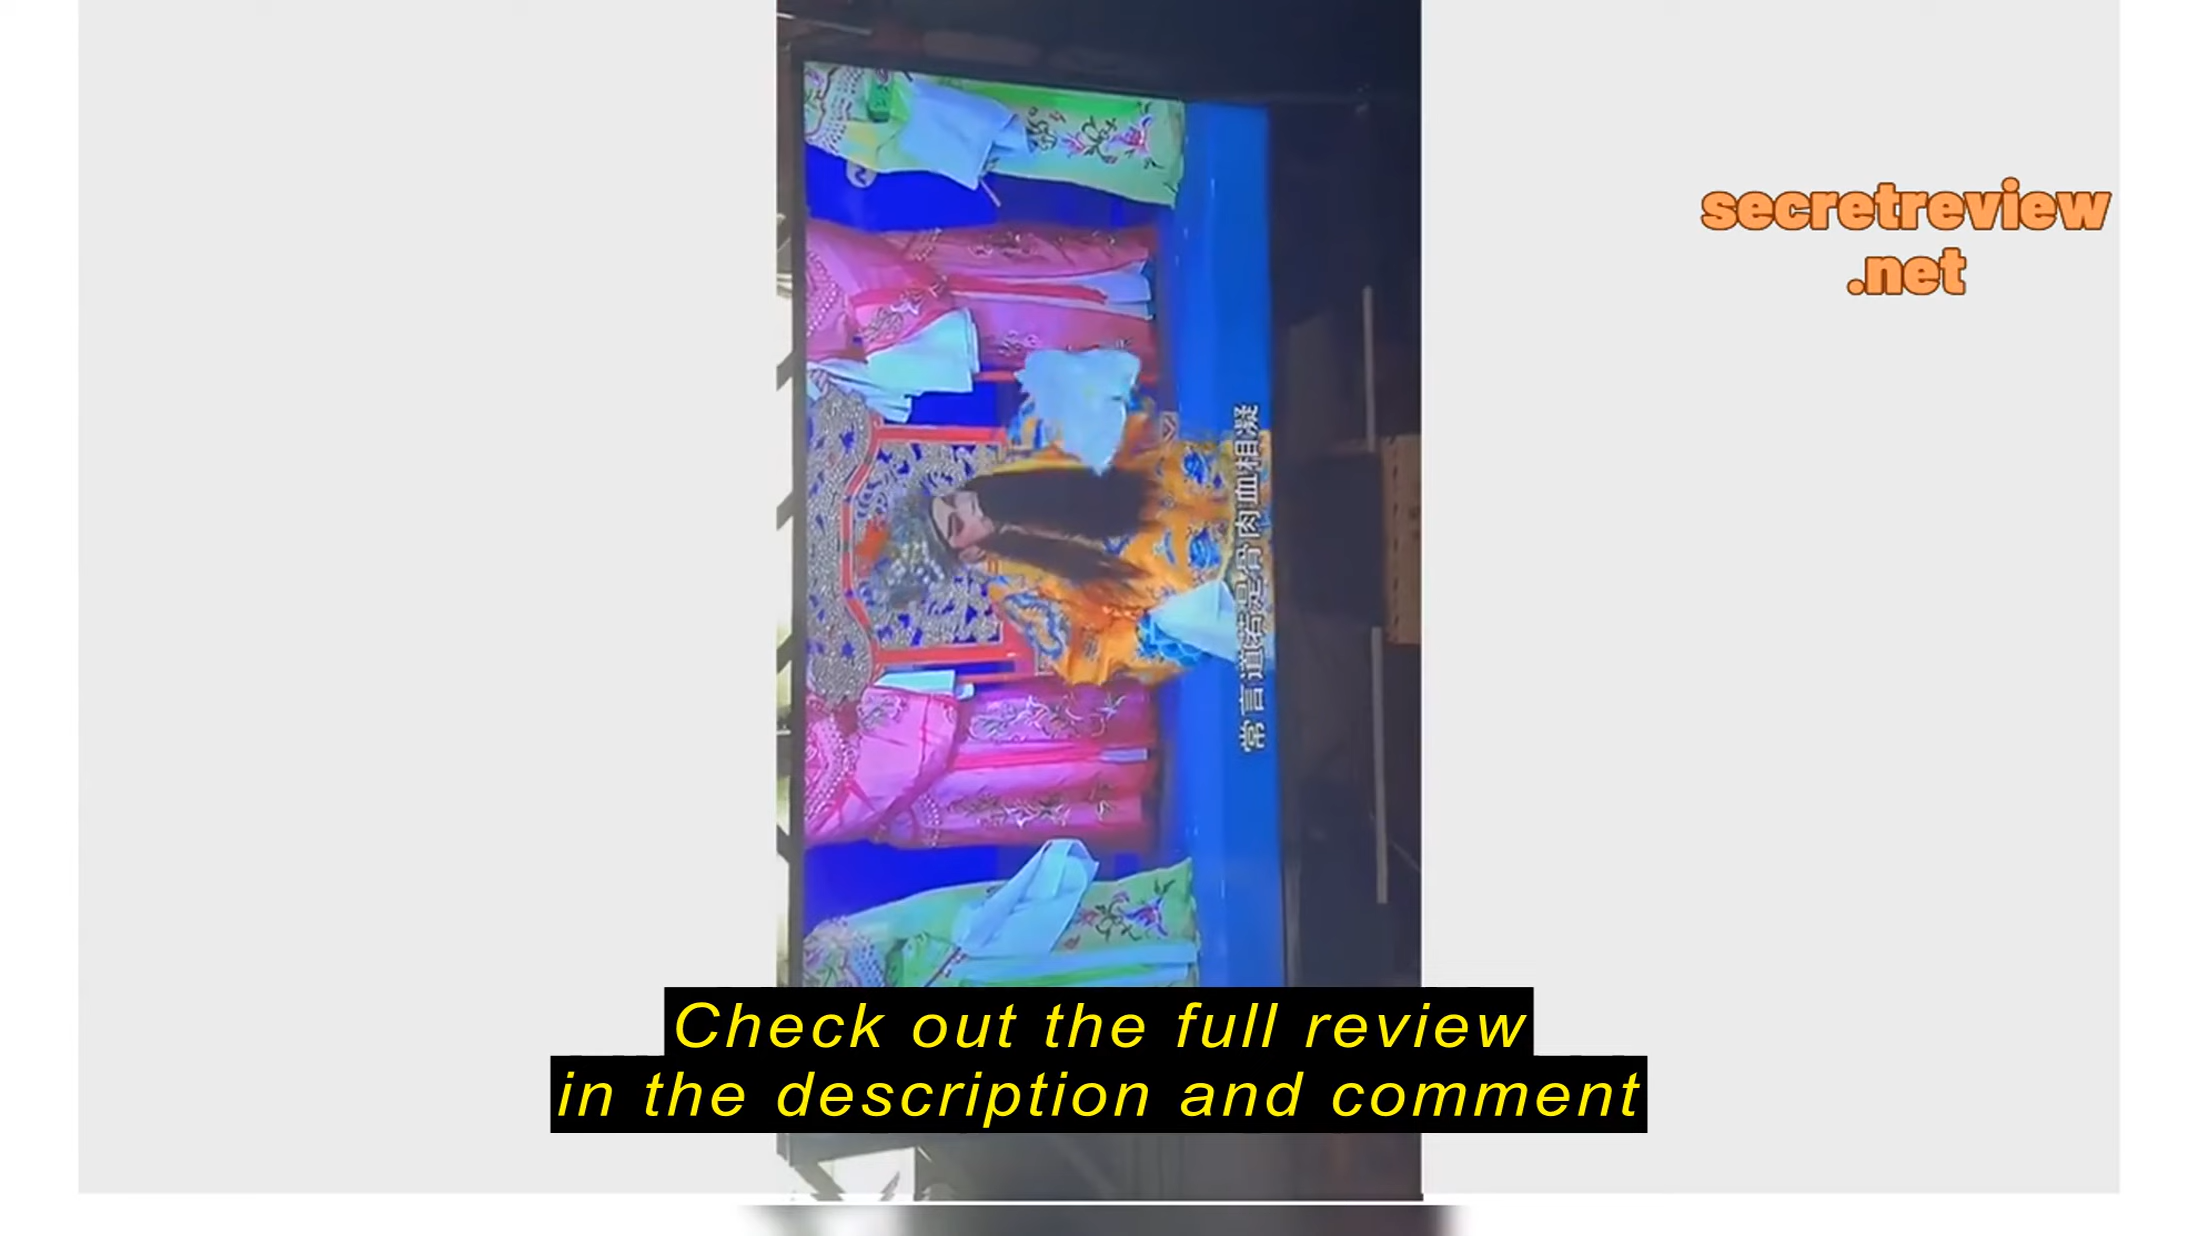 secretreview
.net
常言道若是骨肉血相凝
Check out the full review
in the description and comment